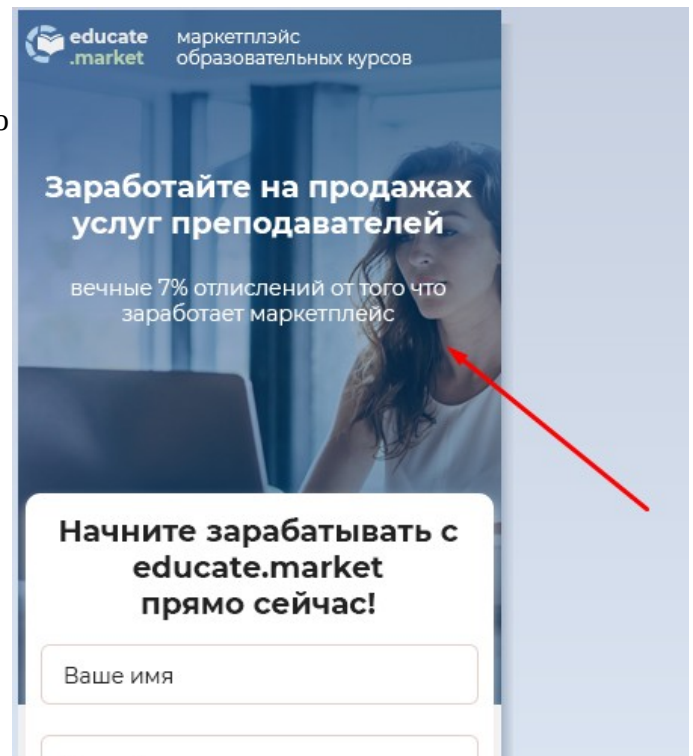 educate
.market
маркетплэйс
образовательных курсов
о
Заработайте на продажах
услуг преподавателей
вечные 7% отлислений от того что
заработает маркетплейс
Начните зарабатывать с
educate.market
прямо сейчас!
Ваше имя